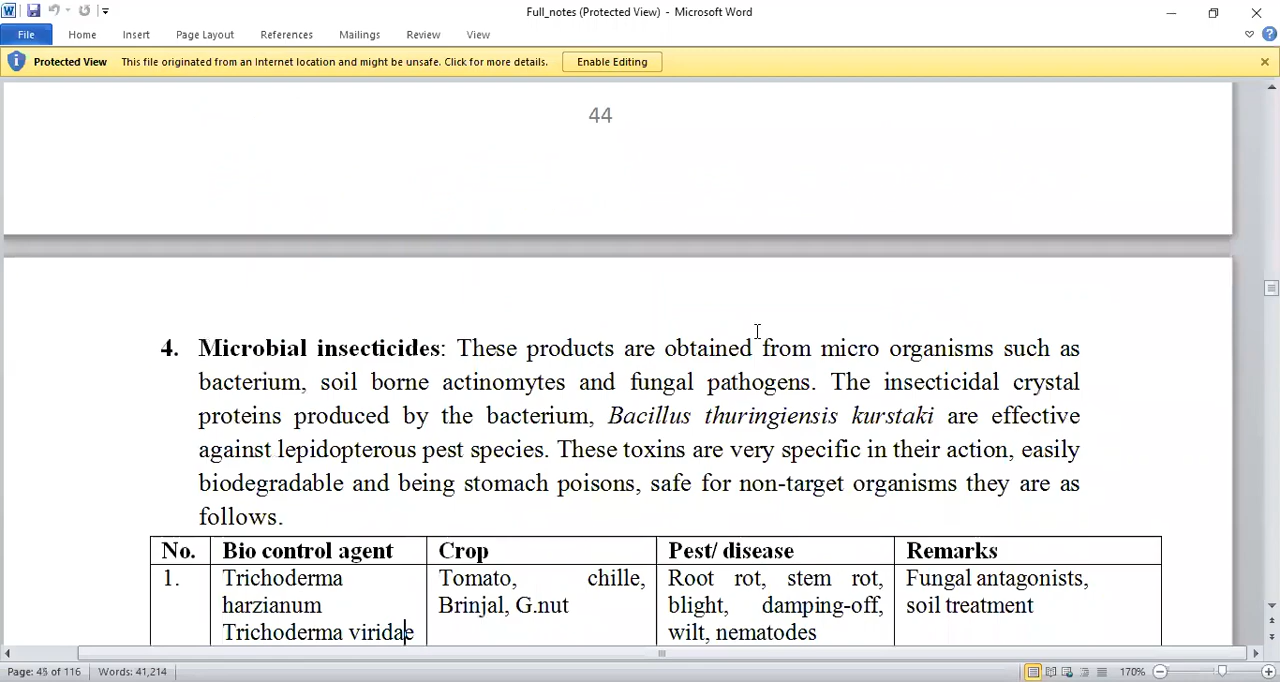 Full_notes (Protected View) - Microsoft Word
File Home Insert Page Layout References Mailings Review View
Protected View This file originated from an Internet location and might be unsafe. Click for more details. Enable Editing
44
4. Microbial insecticides: These products are obtained from micro organisms such as
bacterium, soil borne actinomytes and fungal pathogens. The insecticidal crystal
proteins produced by the bacterium, Bacillus thuringiensis kurstaki are effective
against lepidopterous pest species. These toxins are very specific in their action, easily
biodegradable and being stomach poisons, safe for non-target organisms they are as
follows.
No. Bio control agent Crop Pest/ disease Remarks
1. Trichoderma Tomato, chille, Root rot, stem rot, Fungal antagonists,
harzianum Brinjal, G.nut blight, damping-off, soil treatment
Trichoderma viridae wilt, nematodes
Page: 45 of 116 Words: 41,214 170%